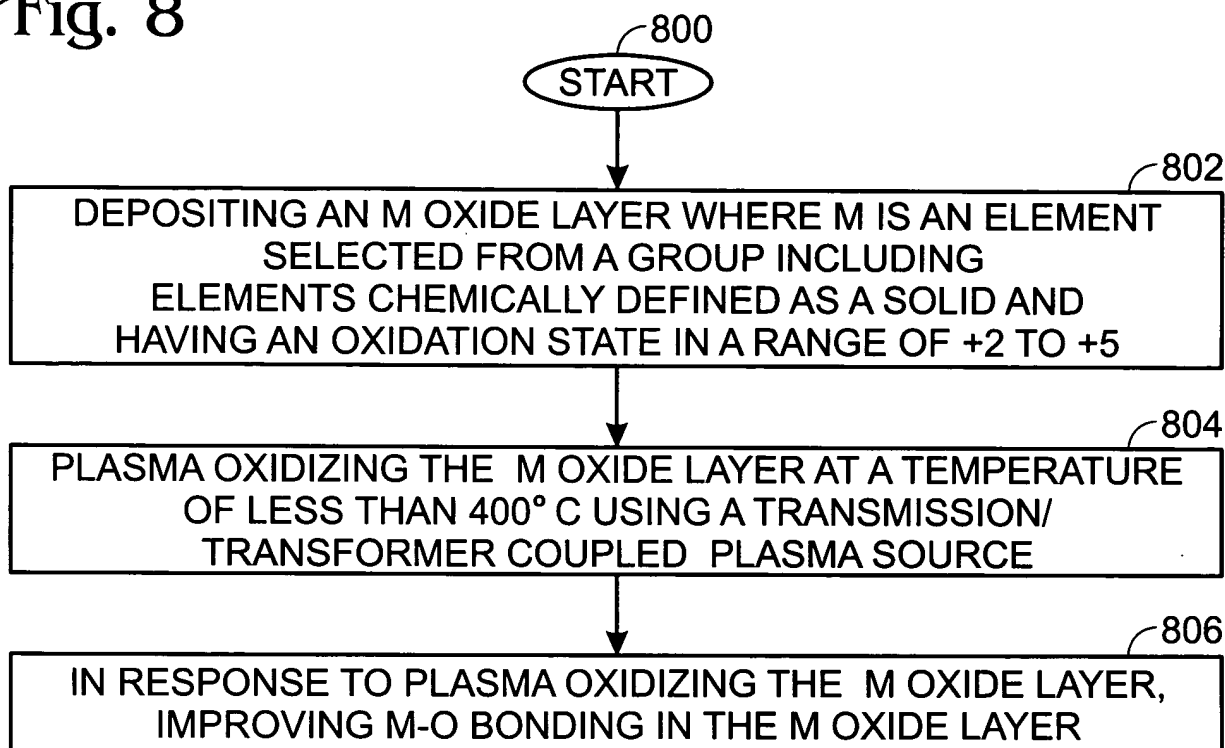 Fig. 8
800
START
802
DEPOSITING AN M OXIDE LAYER WHERE M IS AN ELEMENT
SELECTED FROM A GROUP INCLUDING
ELEMENTS CHEMICALLY DEFINED AS A SOLID AND
HAVING AN OXIDATION STATE IN A RANGE OF +2 TO +5
804
PLASMA OXIDIZING THE M OXIDE LAYER AT A TEMPERATURE
OF LESS THAN 400° C USING A TRANSMISSION/
TRANSFORMER COUPLED PLASMA SOURCE
806
IN RESPONSE TO PLASMA OXIDIZING THE M OXIDE LAYER,
IMPROVING M-O BONDING IN THE M OXIDE LAYER